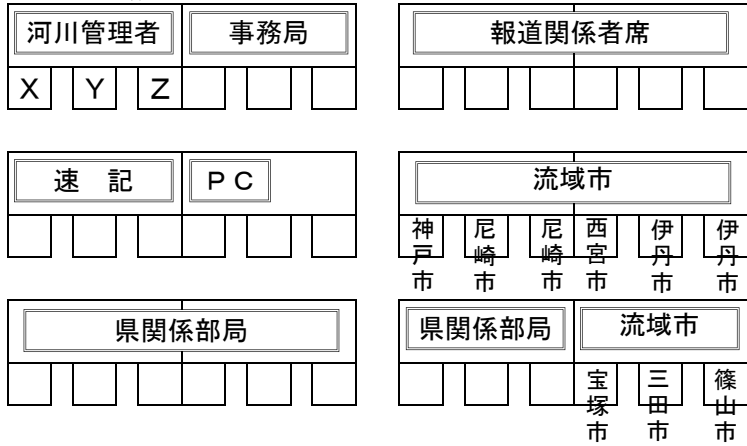 河川管理者 事務局 報道関係者席
X Y Z
速 記 PC 流域市
神戸市 尼崎市 尼崎市 西宮市 伊丹市 伊丹市
県関係部局 県関係部局 流域市
宝塚市 三田市 篠山市